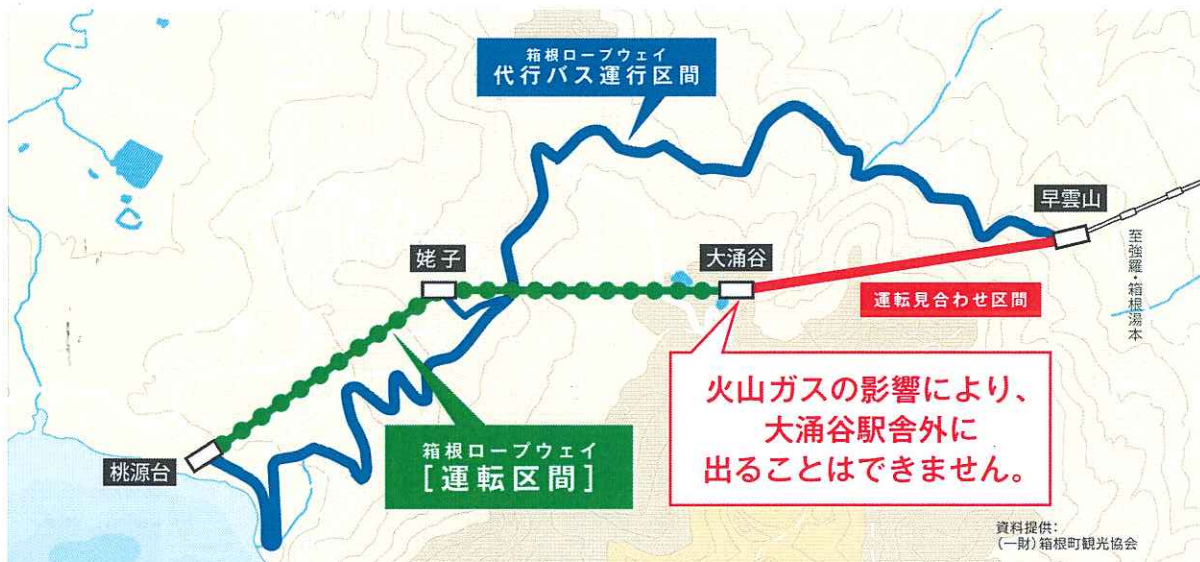 箱根ロープウェイ
代行バス運行区間
早雲山
姥子
大涌谷
至強羅・箱根湯本
運転見合わせ区間
火山ガスの影響により、
大涌谷駅舎外に
出ることはできません。
箱根ロープウェイ
[運転区間]
桃源台
資料提供：
(一財)箱根町観光協会